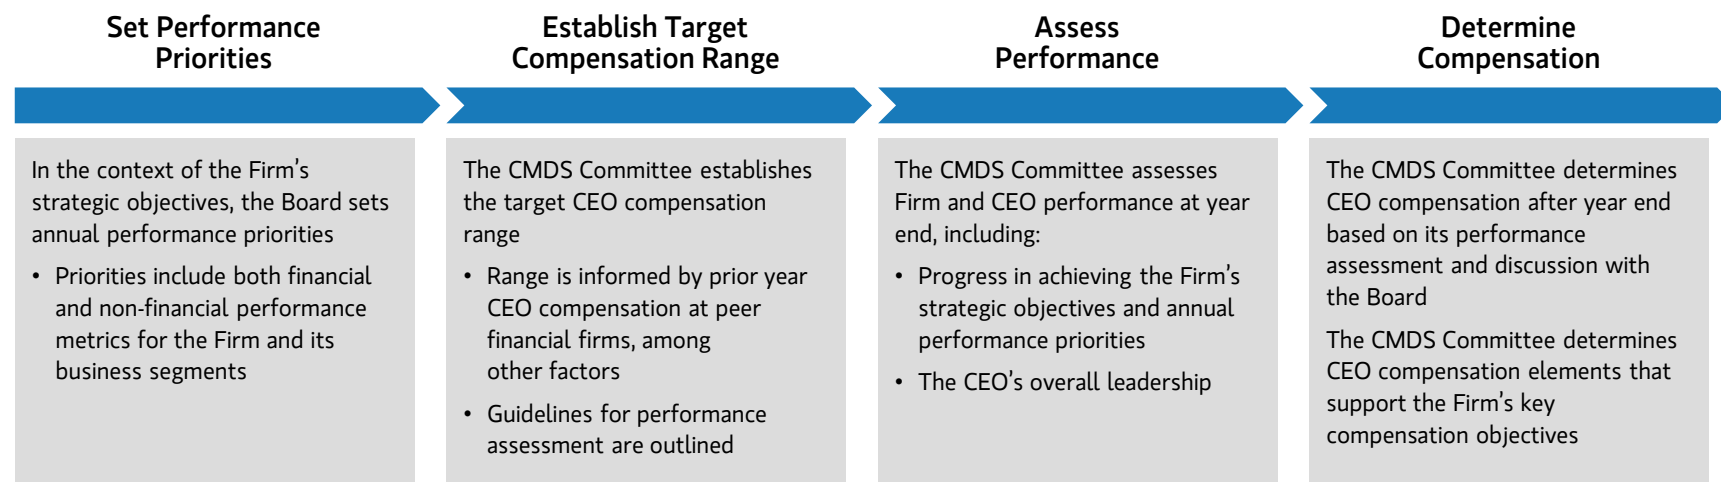 Set Performance
Priorities
In the context of the Firm's
strategic objectives, the Board sets
annual performance priorities
• Priorities include both financial
and non-financial performance
metrics for the Firm and its
business segments
Establish Target
Compensation Range
The CMDS Committee establishes
the target CEO compensation
range
• Range is informed by prior year
CEO compensation at peer
financial firms, among
other factors
• Guidelines for performance
assessment are outlined
Assess
Performance
The CMDS Committee assesses
Firm and CEO performance at year
end, including:
• Progress in achieving the Firm's
strategic objectives and annual
performance priorities
• The CEO's overall leadership
Determine
Compensation
The CMDS Committee determines
CEO compensation after year end
based on its performance
assessment and discussion with
the Board
The CMDS Committee determines
CEO compensation elements that
support the Firm's key
compensation objectives